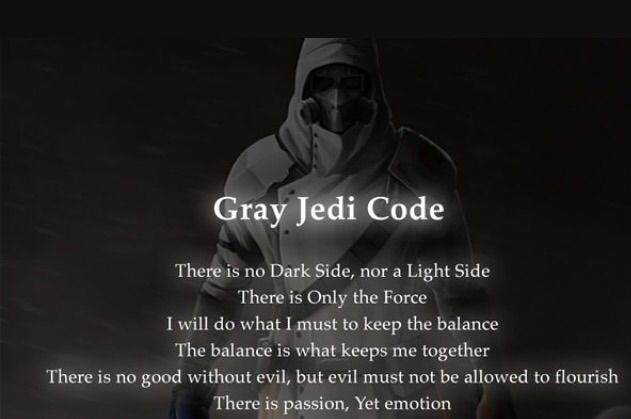 Gray Jedi Code
There is no Dark Side, nor a Light Side
There is Only the Force
I will do what I must to keep the balance
The balance is what keeps me together
There is no good without evil, but evil must not be allowed to flourish
There is passion, Yet emotion